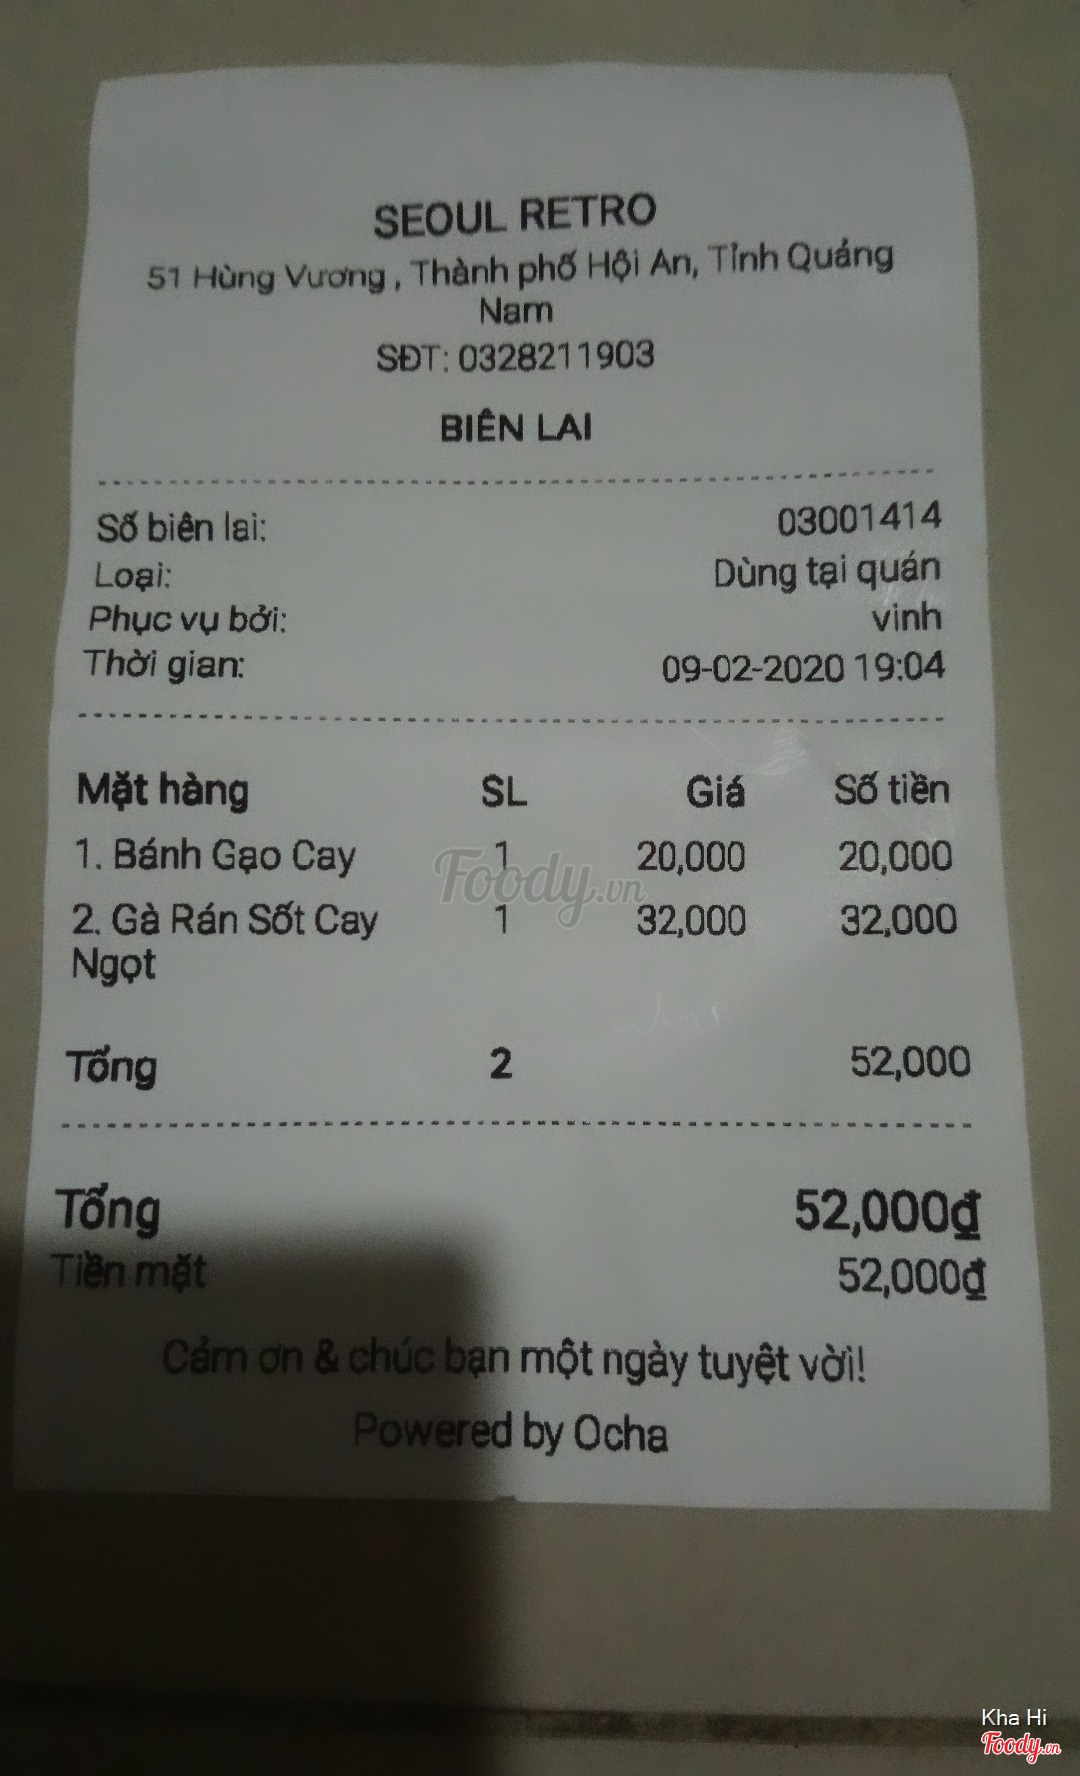 SEOUL RETRO
51 Hùng Vương , Thành phố Hội An, Tỉnh Quảng
Nam
SĐT: 0328211903
BIÊN LAI
Số biên lai: 03001414
Loại: Dùng tại quán
Phục vụ bởi: vinh
Thời gian: 09-02-2020 19:04
Mặt hàng SL Giá Số tiền
1. Bánh Gạo Cay 1 20,000 20,000
2. Gà Rán Sốt Cay 1 32,000 32,000
Ngọt
Foody.vn
Tổng 2 52,000
Tổng 52,000đ
Tiền mặt 52,000đ
Cảm ơn & chúc bạn một ngày tuyệt vời!
Powered by Ocha
Kha Hi
Foody.vn